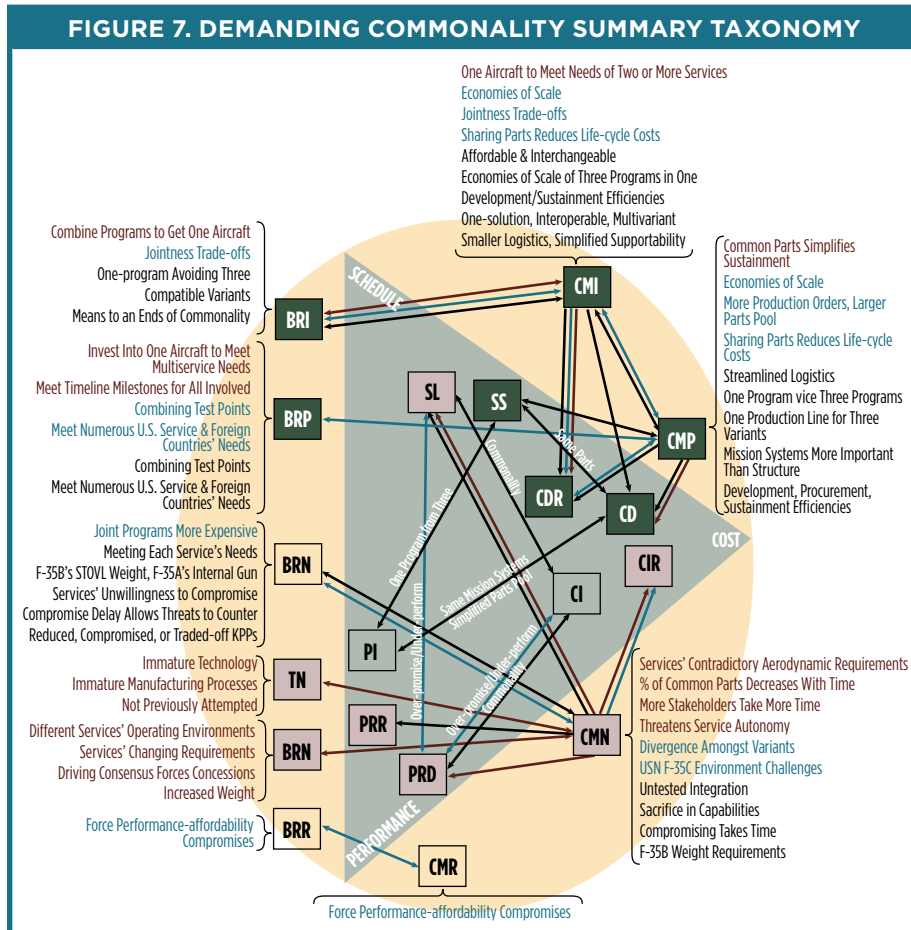 FIGURE 7. DEMANDING COMMONALITY SUMMARY TAXONOMY
One Aircraft to Meet Needs of Two or More Services
Economies of Scale
Jointness Trade-offs
Sharing Parts Reduces Life-cycle Costs
Affordable & Interchangeable
Economies of Scale of Three Programs in One
Development/Sustainment Efficiencies
One-solution, Interoperable, Multivariant
Smaller Logistics, Simplified Supportability
Combine Programs to Get One Aircraft
Jointness Trade-offs
One-program Avoiding Three
Compatible Variants
Means to an Ends of Commonality
BRI
SCHEDULE
CMI
Common Parts Simplifies
Sustainment
Economies of Scale
More Production Orders, Larger
Parts Pool
Sharing Parts Reduces Life-cycle
Costs
Streamlined Logistics
One Program vice Three Programs
One Production Line for Three
Variants
Mission Systems More Important
Than Structure
Development, Procurement,
Sustainment Efficiencies
Invest Into One Aircraft to Meet
Multiservice Needs
Meet Timeline Milestones for All Involved
Combining Test Points
Meet Numerous U.S. Service & Foreign
Countries' Needs
Combining Test Points
Meet Numerous U.S. Service & Foreign
Countries' Needs
BRP
SL
SS
CMP
Commonality
Same Parts
CDR
CD
COST
Joint Programs More Expensive
Meeting Each Service's Needs
F-35B's STOVL Weight, F-35A's Internal Gun
Services' Unwillingness to Compromise
Compromise Delay Allows Threats to Counter
Reduced, Compromised, or Traded-off KPPs
BRN
One Program from Three
Same Mission Systems
Simplified Parts Pool
CIR
CI
Over-promise/Under-perform
Over-promise/Under-perform
Commonality
PI
Immature Technology
Immature Manufacturing Processes
Not Previously Attempted
TN
PRR
CMN
Services' Contradictory Aerodynamic Requirements
% of Common Parts Decreases With Time
More Stakeholders Take More Time
Threatens Service Autonomy
Divergence Amongst Variants
USN F-35C Environment Challenges
Untested Integration
Sacrifice in Capabilities
Compromising Takes Time
F-35B Weight Requirements
Different Services' Operating Environments
Services' Changing Requirements
Driving Consensus Forces Concessions
Increased Weight
BRN
PRD
PERFORMANCE
Force Performance-affordability
Compromises
BRR
CMR
Force Performance-affordability Compromises